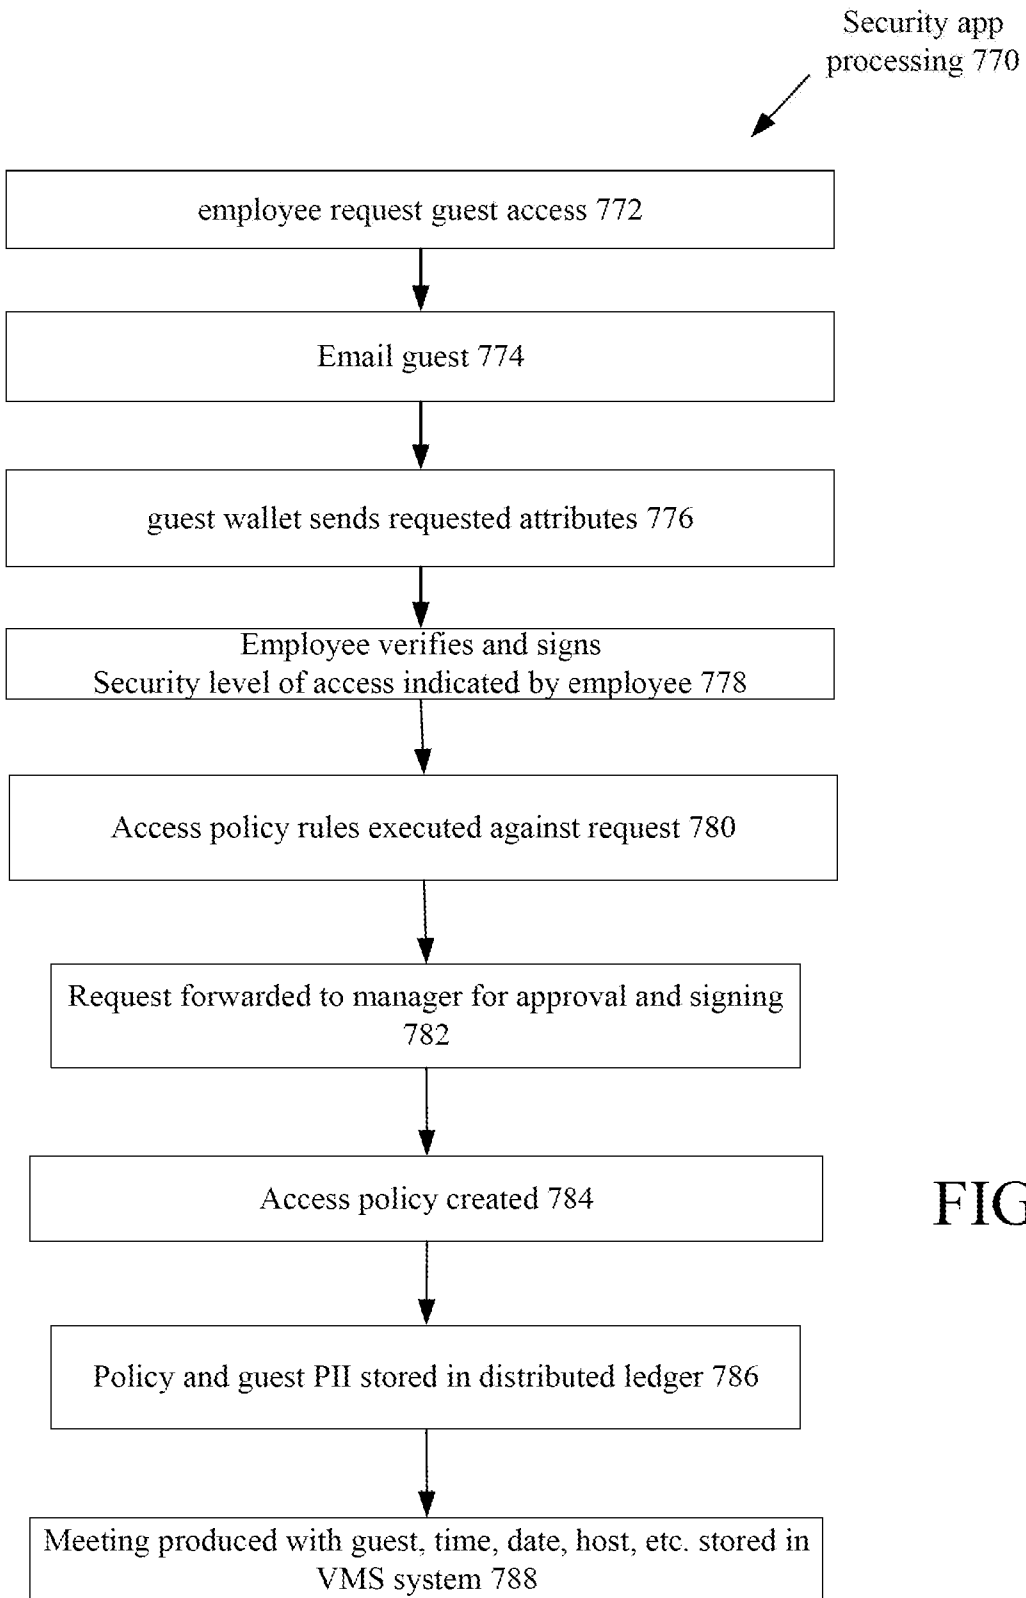 Security app
processing 770
employee request guest access 772
Email guest 774
guest wallet sends requested attributes 776
Employee verifies and signs
Security level of access indicated by employee 778
Access policy rules executed against request 780
Request forwarded to manager for approval and signing
782
Access policy created 784
FIG
Policy and guest PII stored in distributed ledger 786
Meeting produced with guest, time, date, host, etc. stored in
VMS system 788